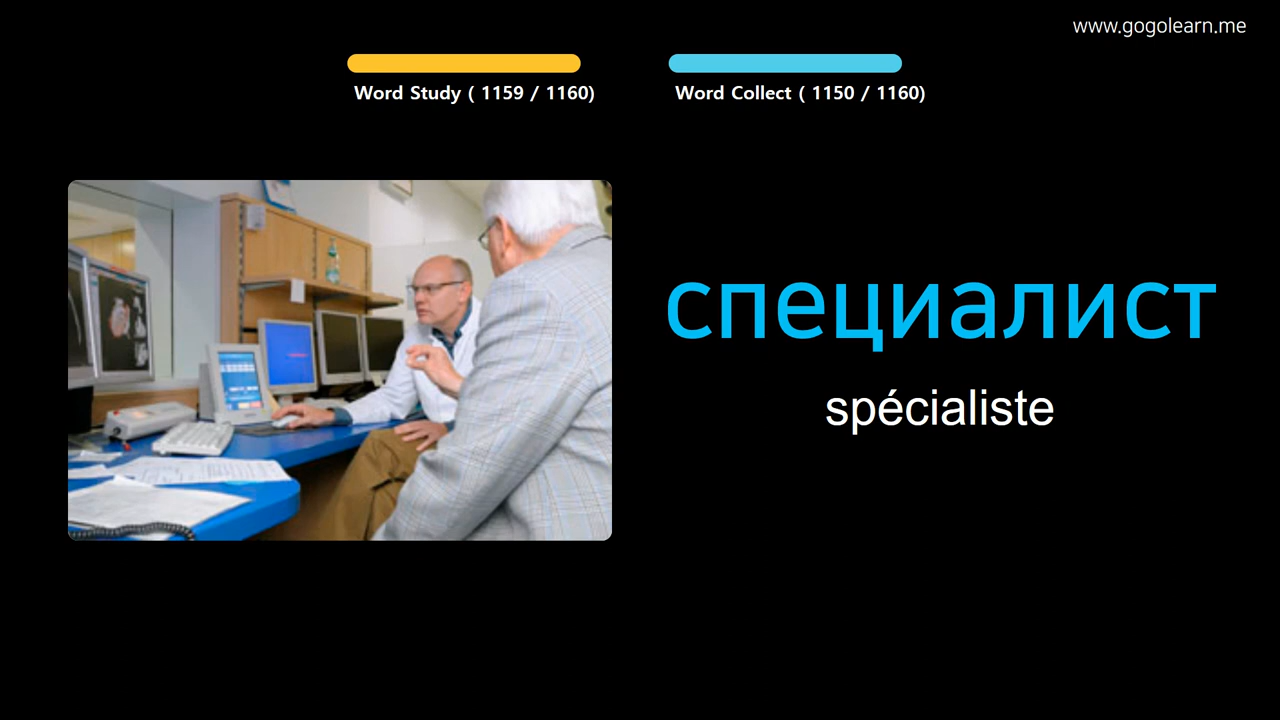 www.gogolearn.me
Word Study ( 1159 / 1160)
Word Collect ( 1150 / 1160)
специалист
spécialiste